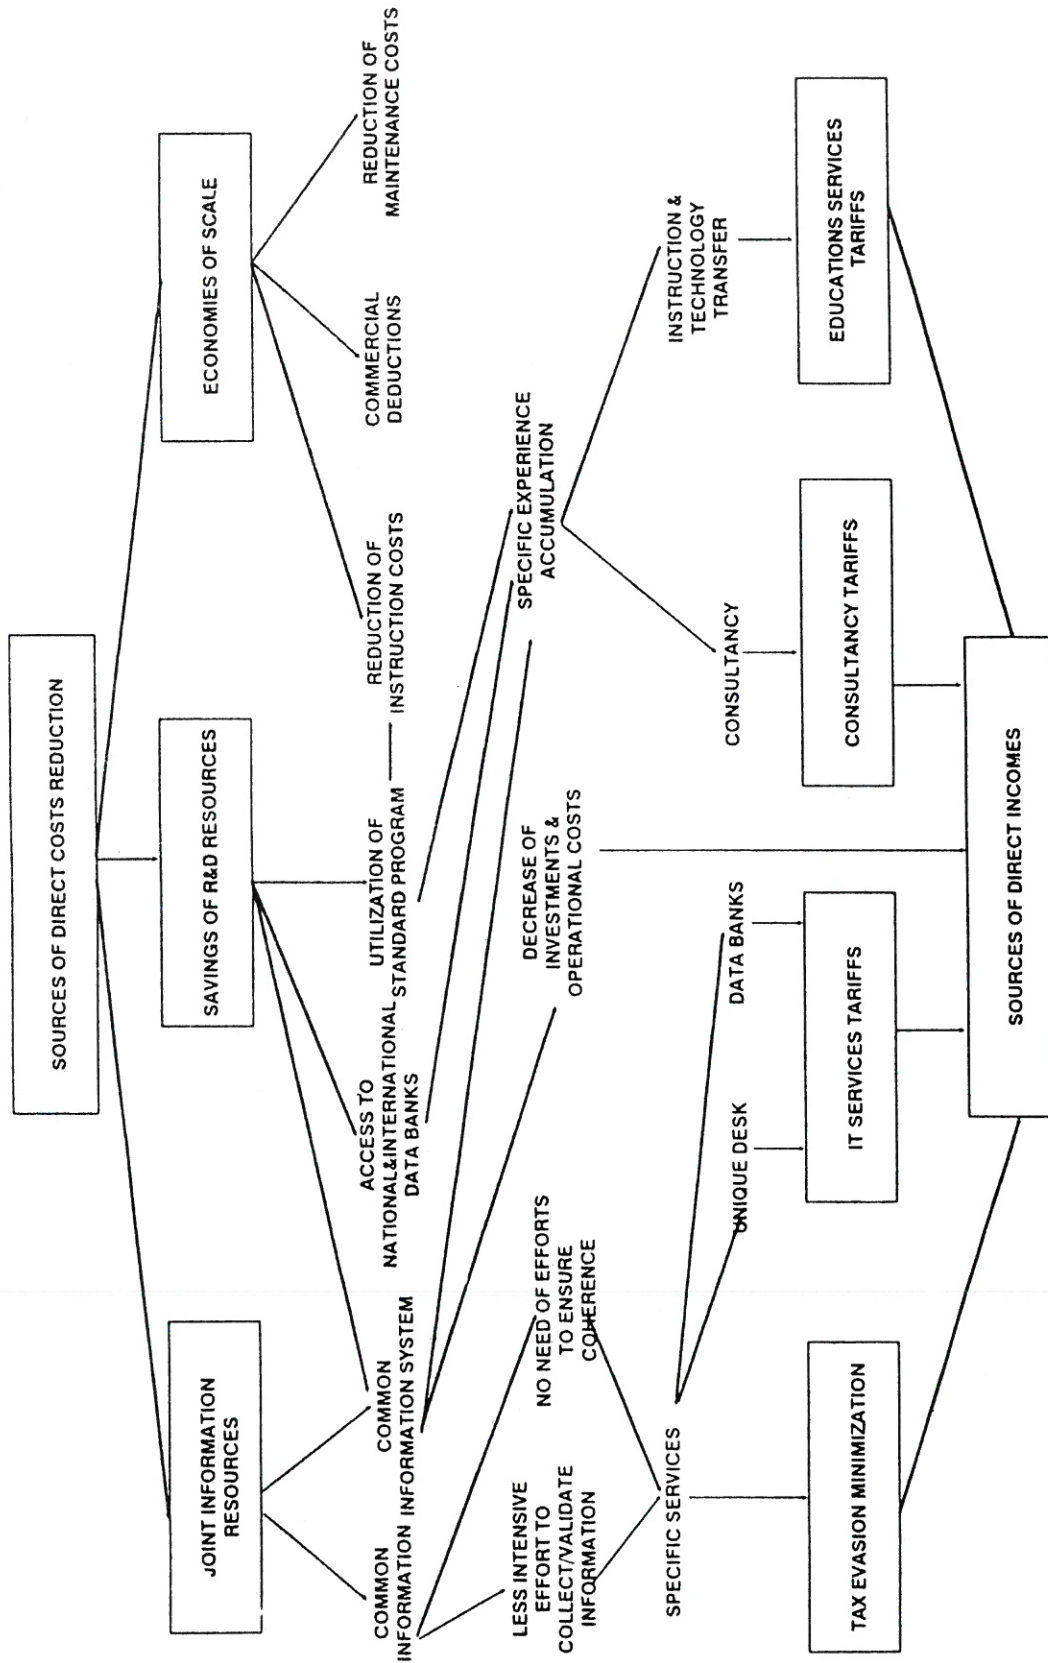 SOURCES OF DIRECT COSTS REDUCTION
JOINT INFORMATION
RESOURCES
SAVINGS OF R&D RESOURCES
ECONOMIES OF SCALE
COMMON
INFORMATION
COMMON
INFORMATION SYSTEM
ACCESS TO
NATIONAL&INTERNATIONAL
DATA BANKS
UTILIZATION OF
STANDARD PROGRAM
REDUCTION OF
INSTRUCTION COSTS
COMMERCIAL
DEDUCTIONS
REDUCTION OF
MAINTENANCE COSTS
LESS INTENSIVE
EFFORT TO
COLLECT/VALIDATE
INFORMATION
NO NEED OF EFFORTS
TO ENSURE
COHERENCE
DECREASE OF
INVESTMENTS &
OPERATIONAL COSTS
SPECIFIC EXPERIENCE
ACCUMULATION
SPECIFIC SERVICES
UNIQUE DESK
DATA BANKS
CONSULTANCY
INSTRUCTION &
TECHNOLOGY
TRANSFER
TAX EVASION MINIMIZATION
IT SERVICES TARIFFS
CONSULTANCY TARIFFS
EDUCATIONS SERVICES
TARIFFS
SOURCES OF DIRECT INCOMES